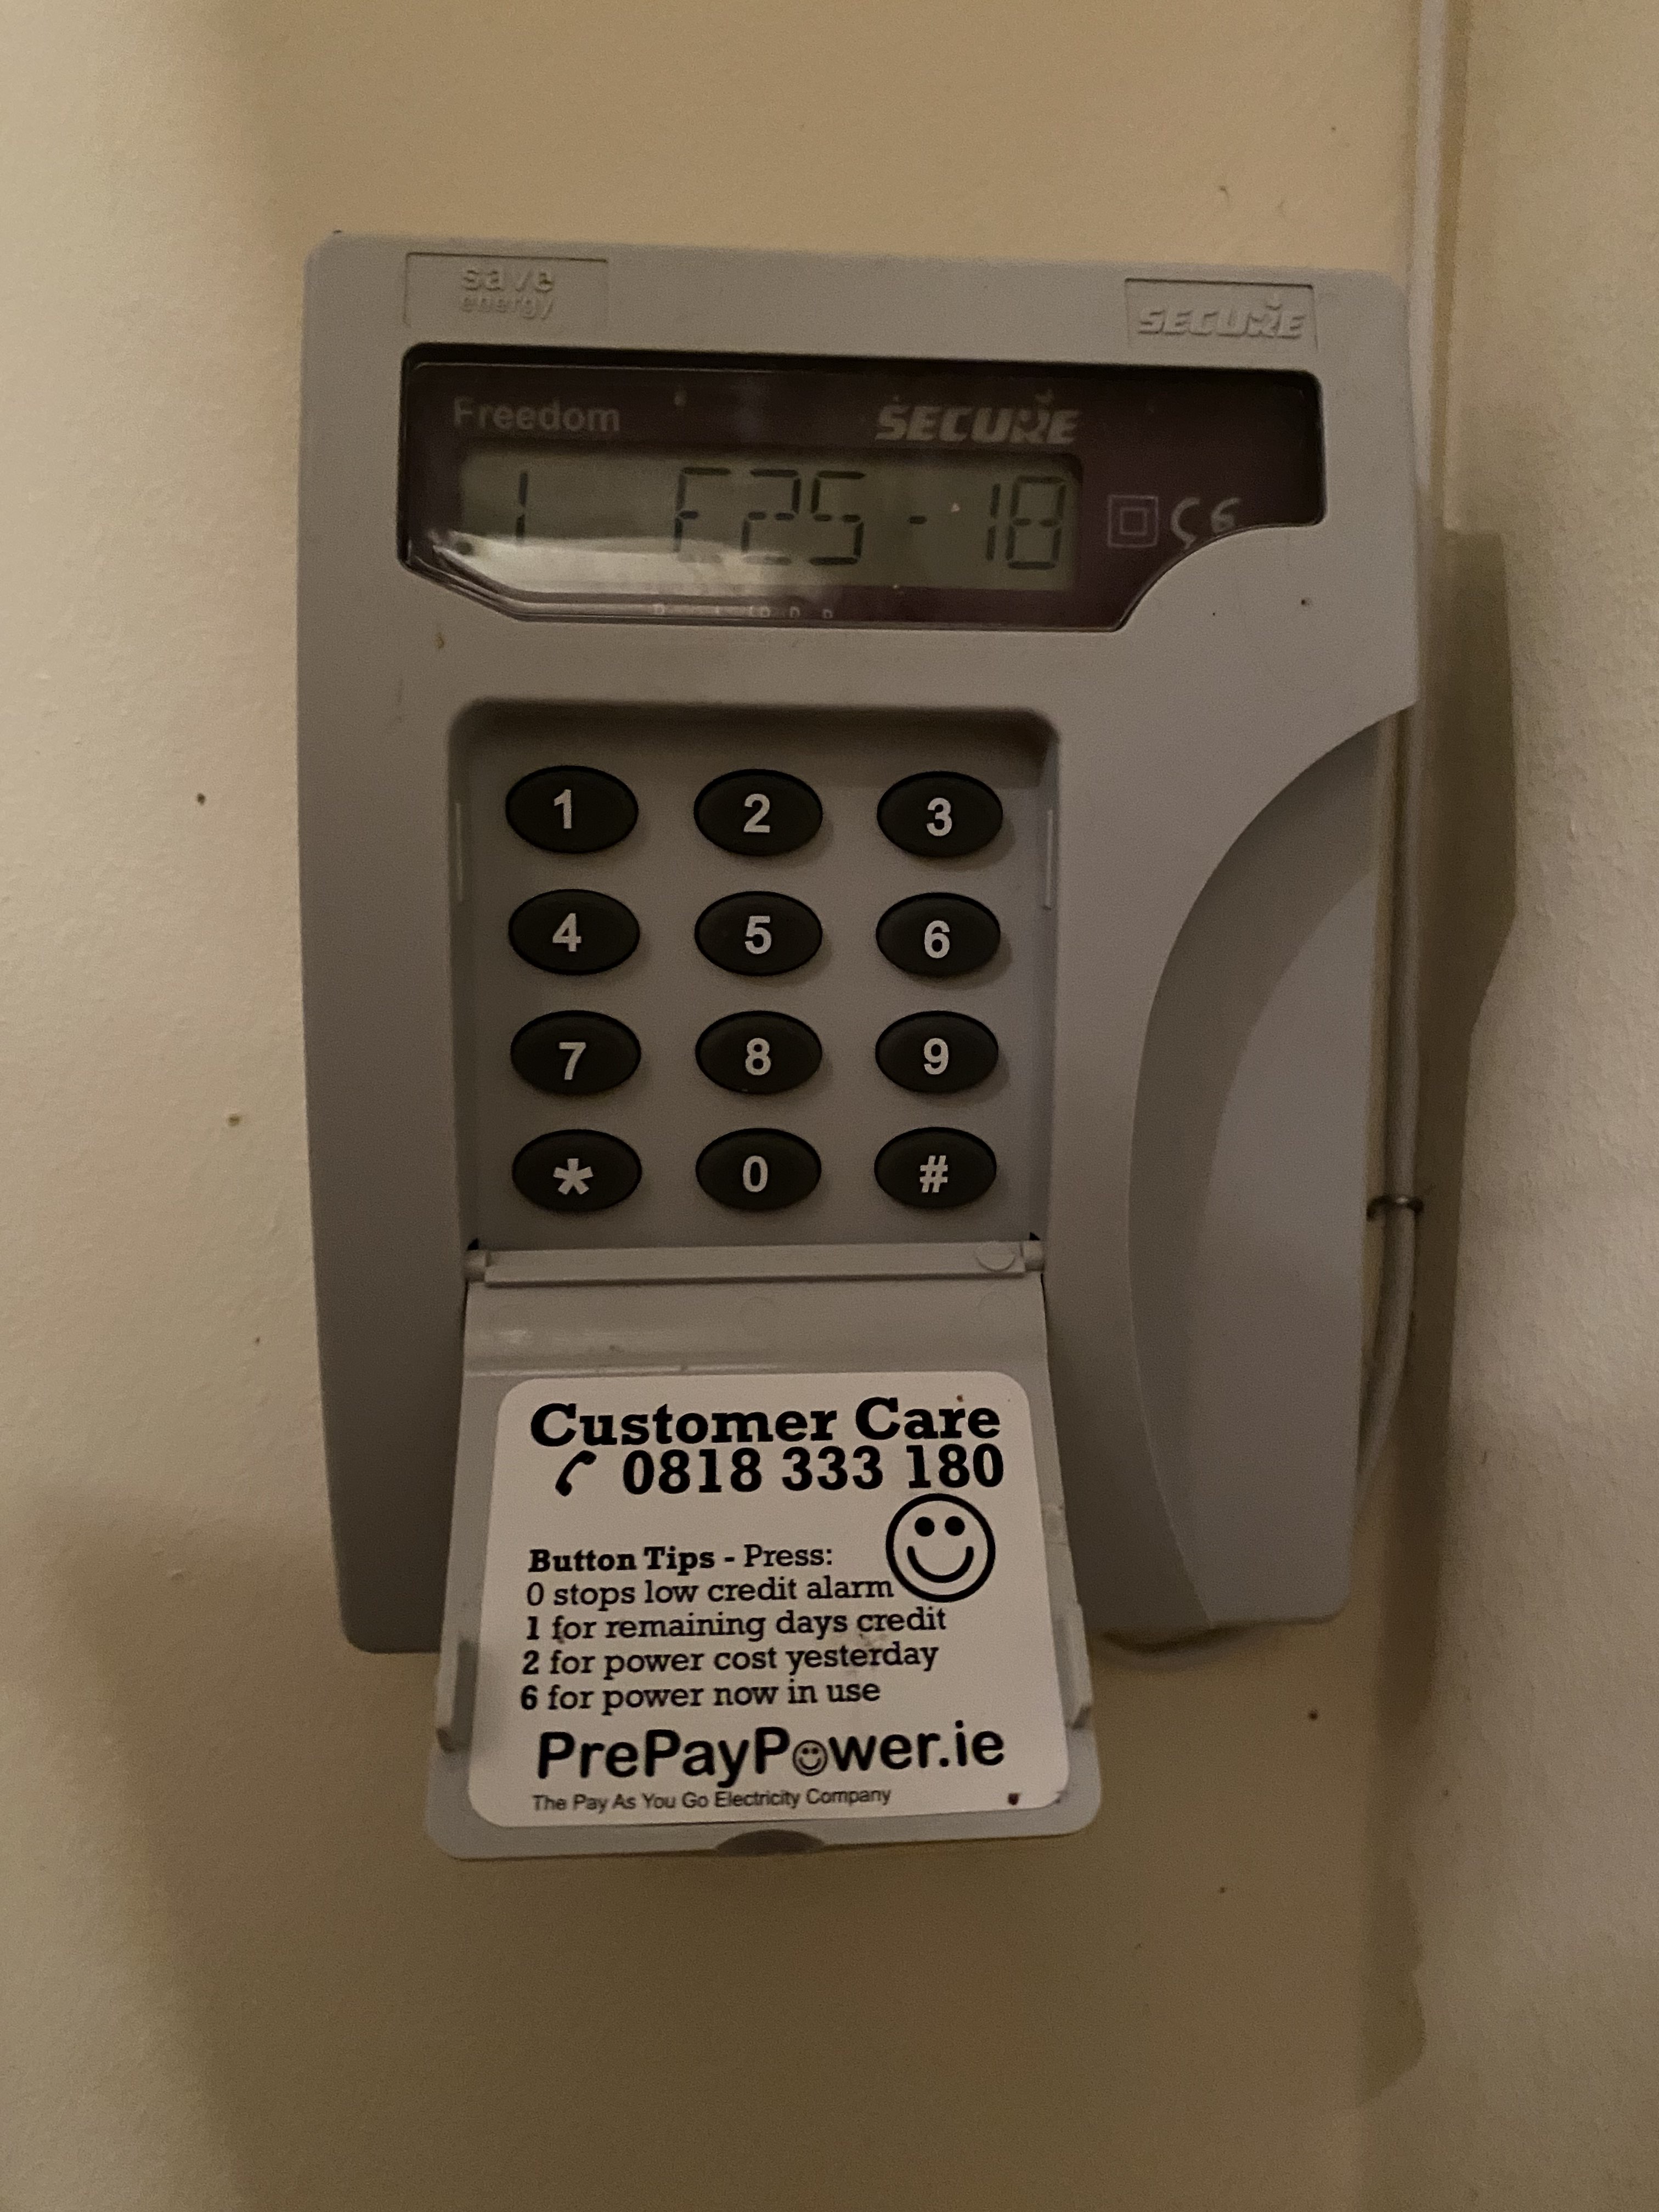 save
energy
SECURE
Freedom
SECURE
1 E25-18
1 2 3
4 5 6
7 8 9
* 0 #
Customer Care
0818 333 180
Button Tips - Press:
0 stops low credit alarm
1 for remaining days credit
2 for power cost yesterday
6 for power now in use
PrePayPower.ie
The Pay As You Go Electricity Company